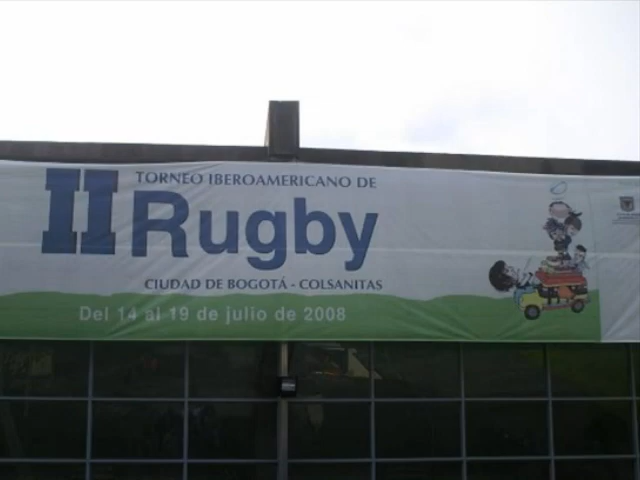 TORNEO IBEROAMERICANO DE
II Rugby
CIUDAD DE BOGOTÁ - COLSANITAS
Del 14 al 19 de julio de 2008